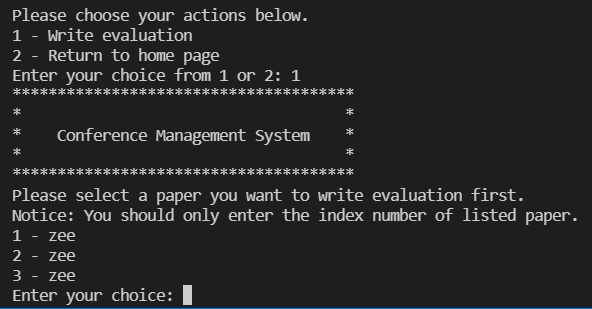 Please choose your actions below.
1 - Write evaluation
2 - Return to home page
Enter your choice from 1 or 2: 1
**************************************
*                                    *
*    Conference Management System    *
*                                    *
**************************************
Please select a paper you want to write evaluation first.
Notice: You should only enter the index number of listed paper.
1 - zee
2 - zee
3 - zee
Enter your choice: